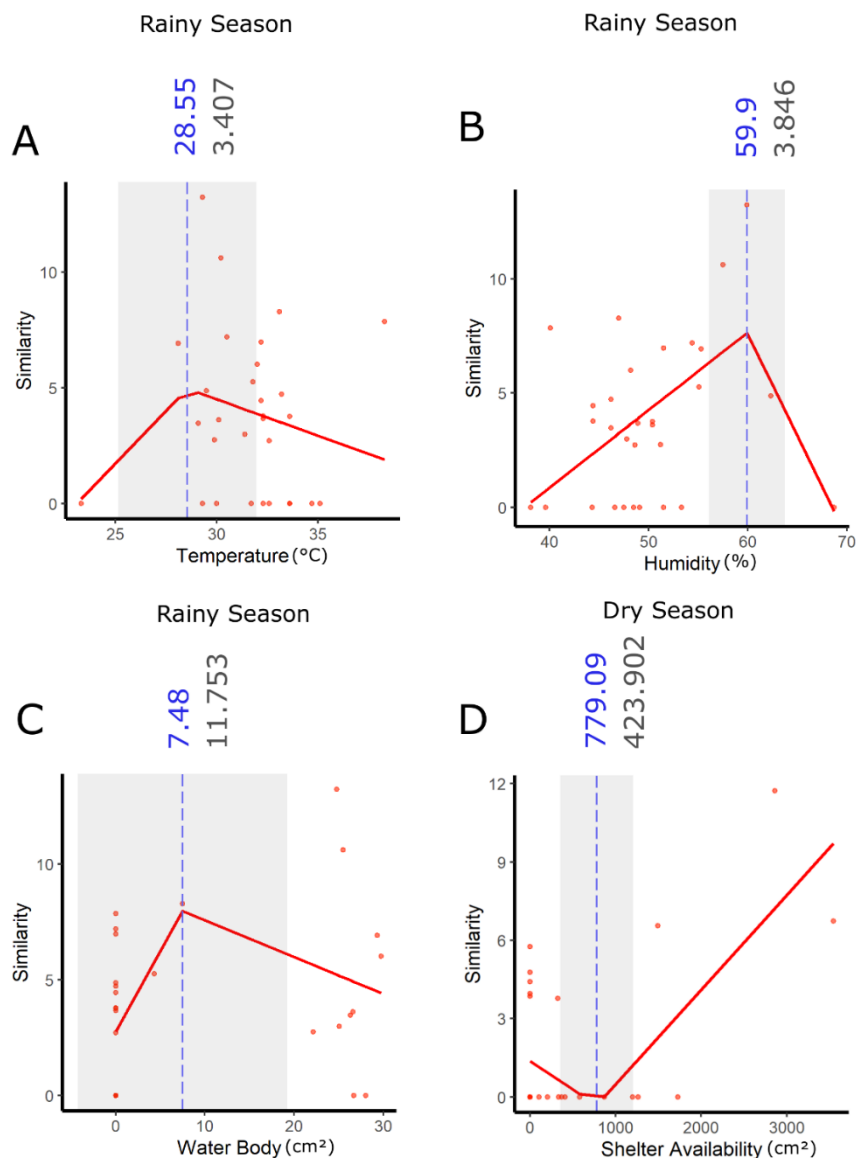 Rainy Season
Rainy Season
A
28.55
3.407
B
59.9
3.846
10
5
0
Similarity
25
30
35
Temperature (°C)
10
5
0
Similarity
40
50
60
70
Humidity (%)
Rainy Season
Dry Season
C
7.48
11.753
D
779.09
423.902
10
5
0
Similarity
0
10
20
30
Water Body (cm²)
12
9
6
3
0
Similarity
0
1000
2000
3000
Shelter Availability (cm²)